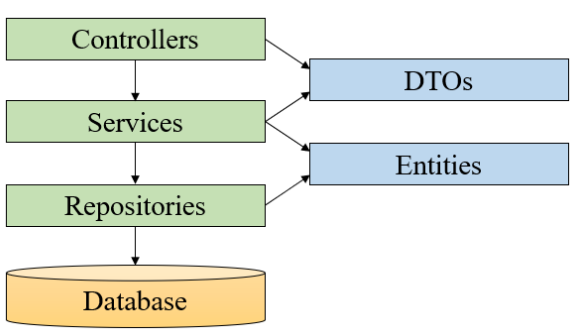 Controllers
DTOs
Services
Entities
Repositories
Database